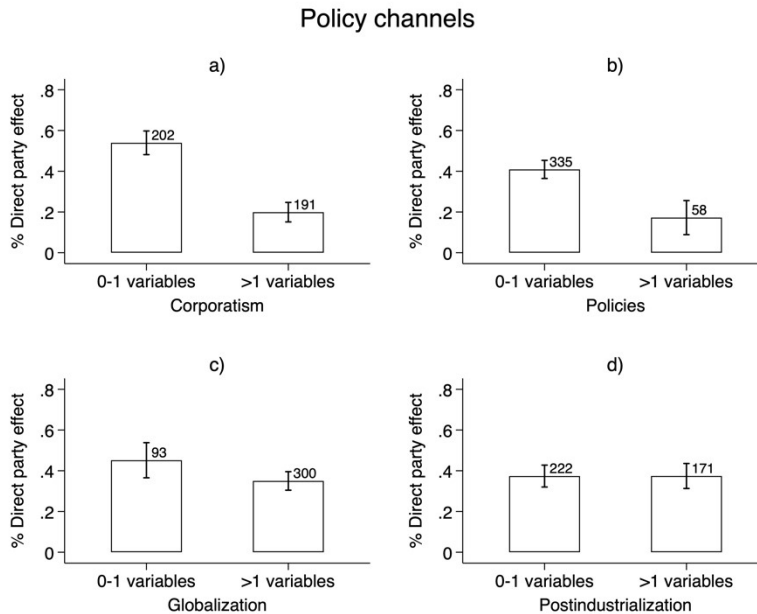 Policy channels
a)
% Direct party effect
.8
.6
.4
.2
0
202
191
0-1 variables >1 variables
Corporatism
b)
% Direct party effect
.8
.6
.4
.2
0
335
58
0-1 variables >1 variables
Policies
c)
% Direct party effect
.8
.6
.4
.2
0
93
300
0-1 variables >1 variables
Globalization
d)
% Direct party effect
.8
.6
.4
.2
0
222
171
0-1 variables >1 variables
Postindustrialization